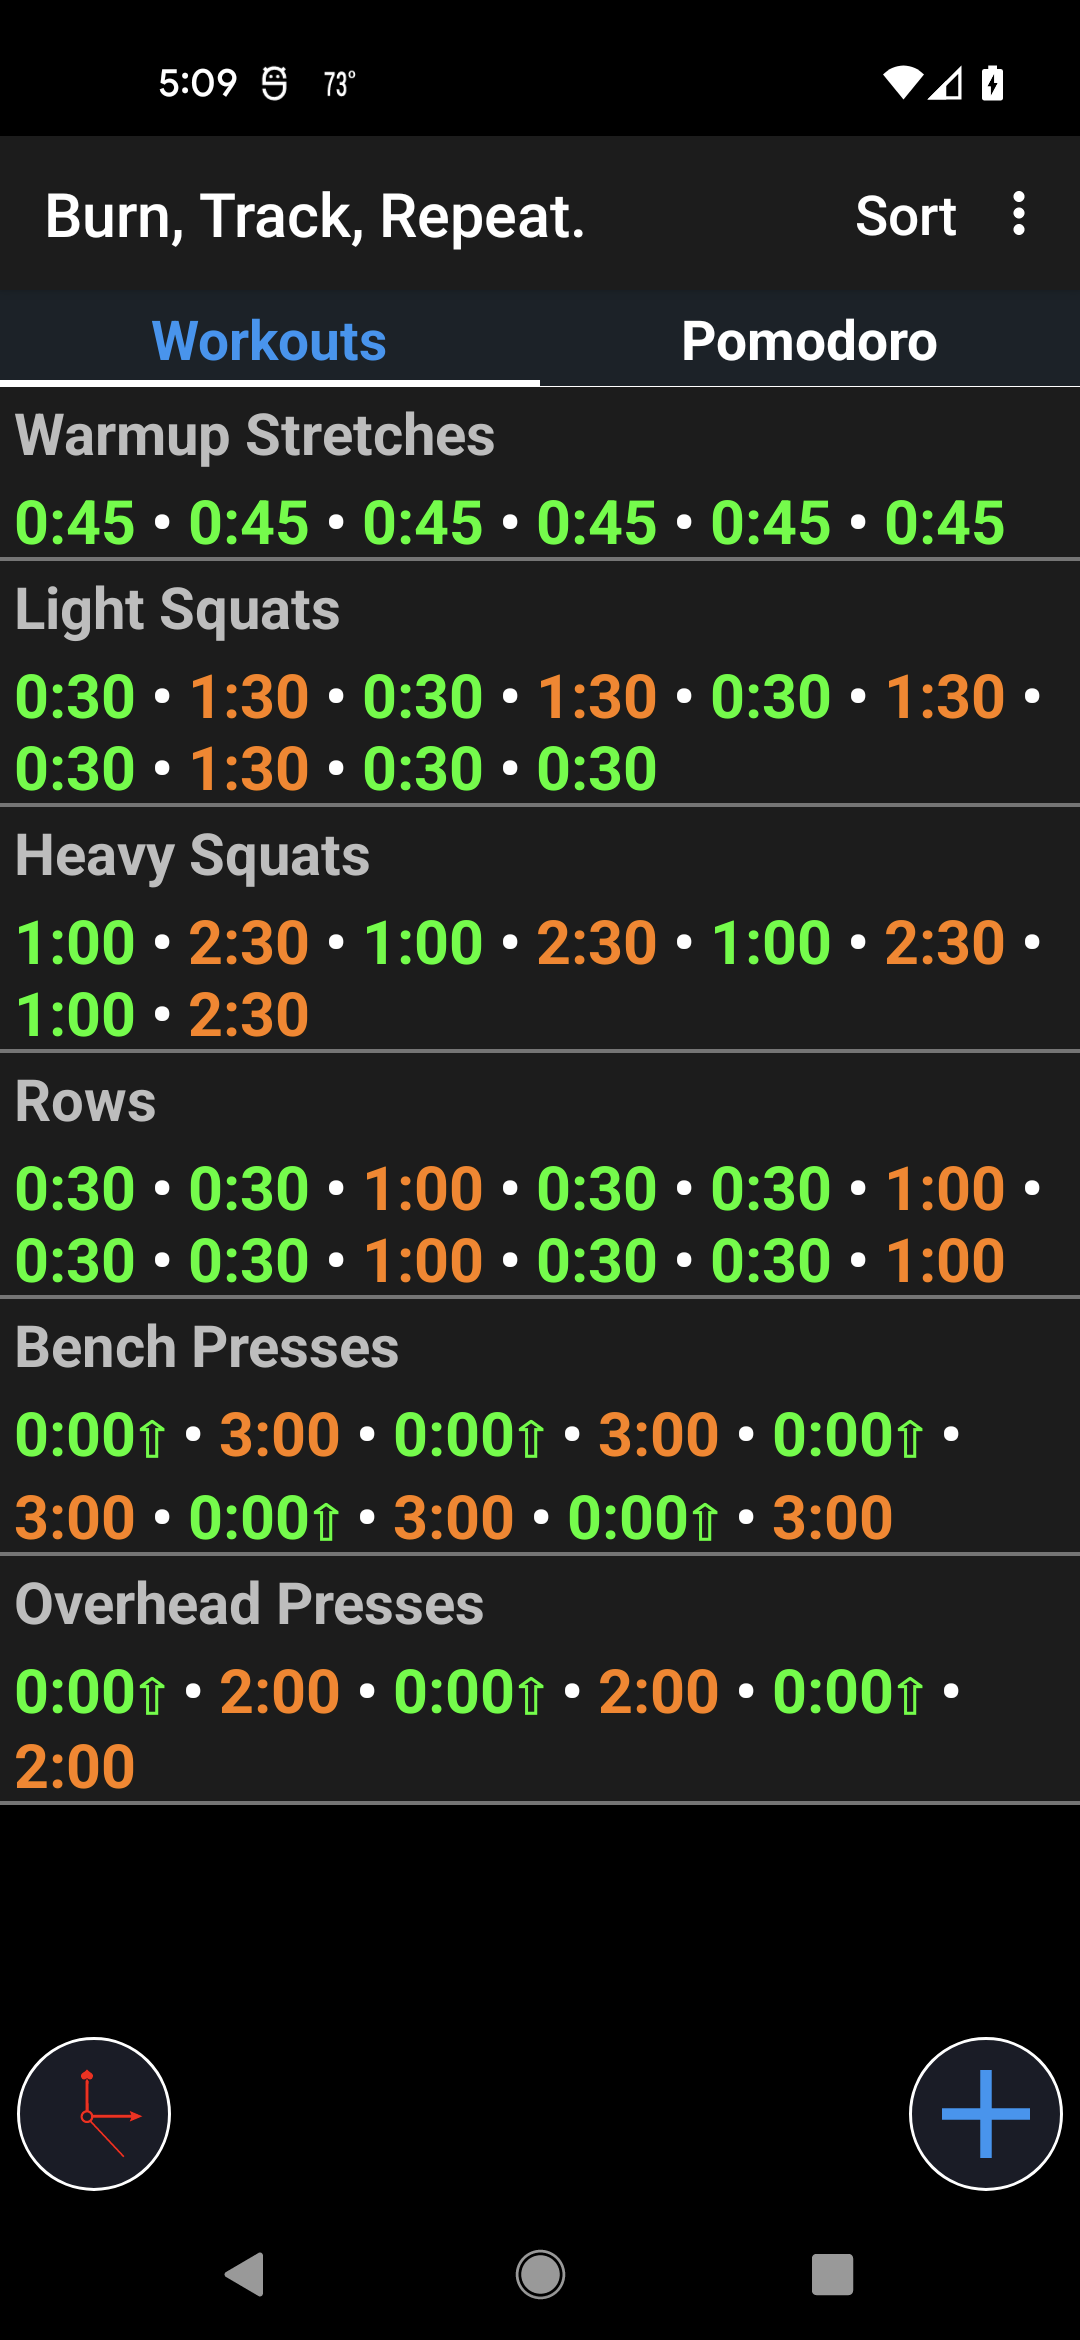 5:09 73°
Burn, Track, Repeat. Sort
Workouts Pomodoro
Warmup Stretches
0:45 • 0:45 • 0:45 • 0:45 • 0:45 • 0:45
Light Squats
0:30 • 1:30 • 0:30 • 1:30 • 0:30 • 1:30 •
0:30 • 1:30 • 0:30 • 0:30
Heavy Squats
1:00 • 2:30 • 1:00 • 2:30 • 1:00 • 2:30 •
1:00 • 2:30
Rows
0:30 • 0:30 • 1:00 • 0:30 • 0:30 • 1:00 •
0:30 • 0:30 • 1:00 • 0:30 • 0:30 • 1:00
Bench Presses
0:00⇧ • 3:00 • 0:00⇧ • 3:00 • 0:00⇧ •
3:00 • 0:00⇧ • 3:00 • 0:00⇧ • 3:00
Overhead Presses
0:00⇧ • 2:00 • 0:00⇧ • 2:00 • 0:00⇧ •
2:00